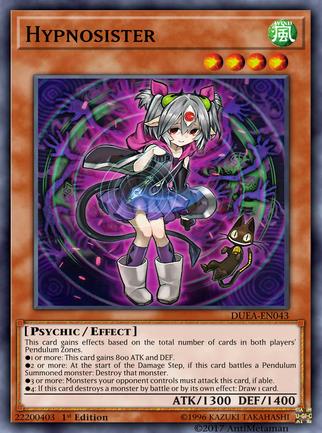 HYPNOSISTER
WIND
風
DUEA-EN043
[PSYCHIC / EFFECT]
This card gains effects based on the total number of cards in both players'
Pendulum Zones.
●1 or more: This card gains 800 ATK and DEF.
●2 or more: At the start of the Damage Step, if this card battles a Pendulum
Summoned monster: Destroy that monster.
●3 or more: Monsters your opponent controls must attack this card, if able.
●4: If this card destroys a monster by battle or by its own effect: Draw 1 card.
ATK/1300 DEF/1400
22200403 1st Edition ©1996 KAZUKI TAKAHASHI
©2017 AntiMetaman